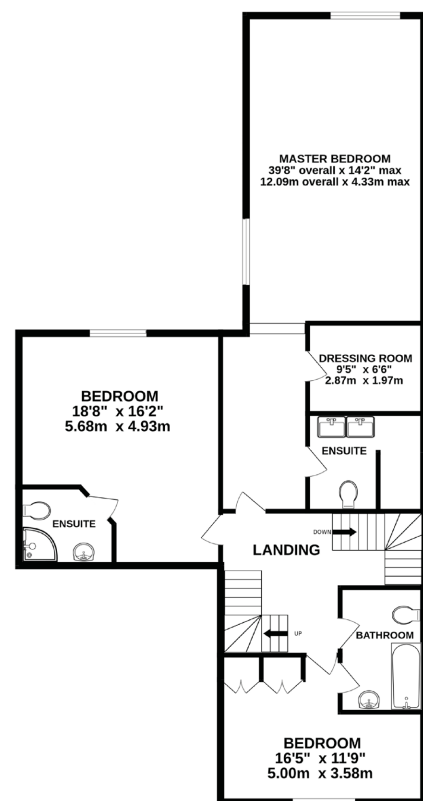 MASTER BEDROOM
39'8" overall x 14'2" max
12.09m overall x 4.33m max
DRESSING ROOM
9'5" x 6'6"
2.87m x 1.97m
BEDROOM
18'8" x 16'2"
5.68m x 4.93m
ENSUITE
ENSUITE
DOWN
LANDING
UP
BATHROOM
BEDROOM
16'5" x 11'9"
5.00m x 3.58m